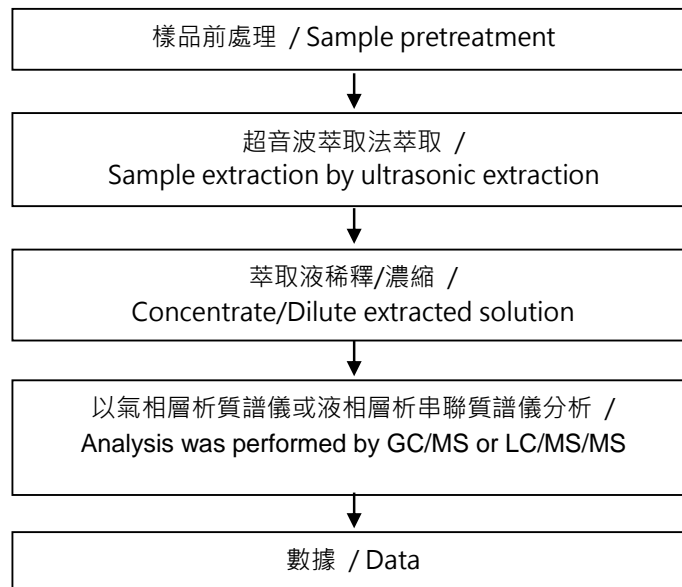 樣品前處理 / Sample pretreatment
超音波萃取法萃取 /
Sample extraction by ultrasonic extraction
萃取液稀釋/濃縮 /
Concentrate/Dilute extracted solution
以氣相層析質譜儀或液相層析串聯質譜儀分析 /
Analysis was performed by GC/MS or LC/MS/MS
數據 / Data